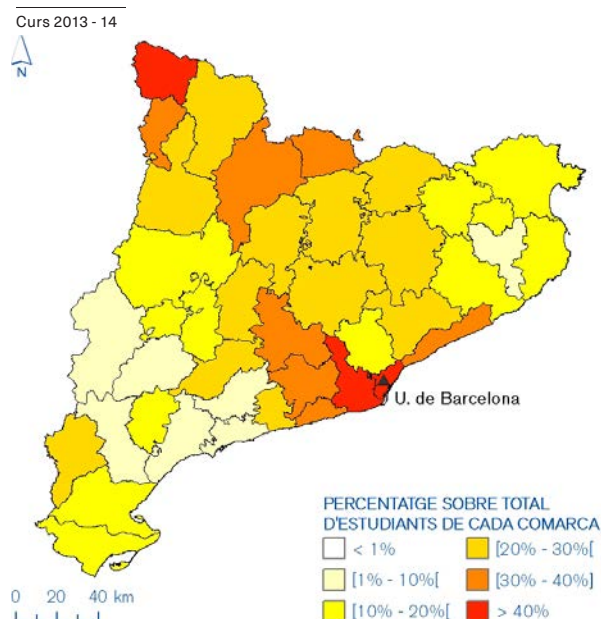 Curs 2013 - 14
N
U. de Barcelona
PERCENTATGE SOBRE TOTAL
D'ESTUDIANTS DE CADA COMARCA
< 1%
[20% - 30%[
[1% - 10%[
[30% - 40%]
[10% - 20%[
> 40%
0 20 40 km